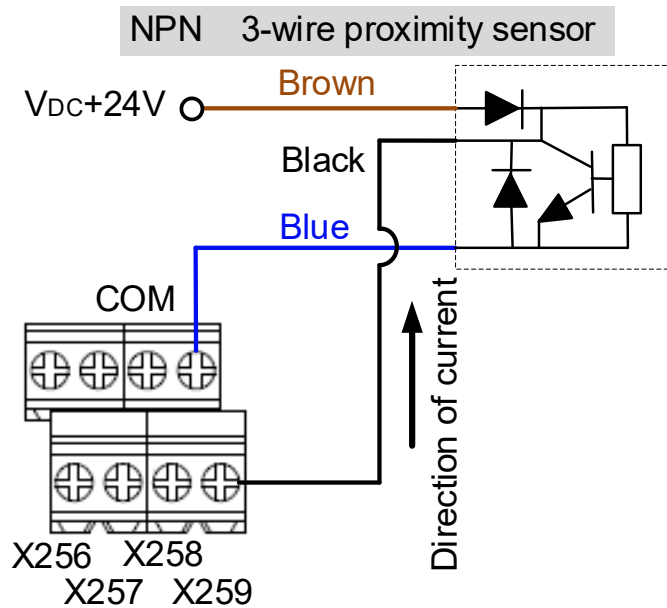 NPN 3-wire proximity sensor
Brown
VDC+24V
Black
Blue
COM
Direction of current
X256 X258
X257 X259